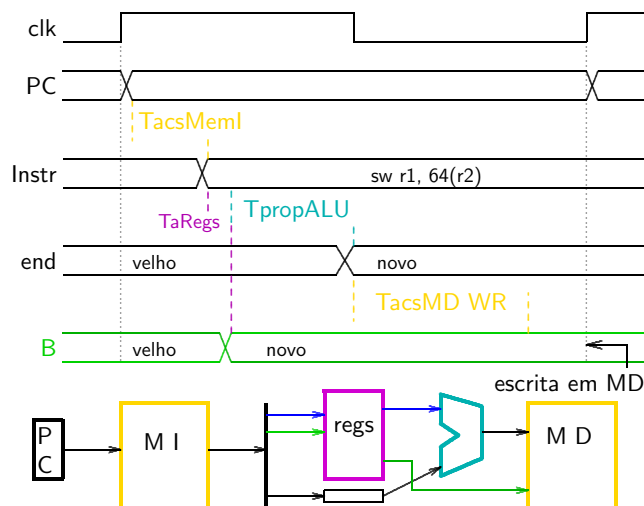 clk
PC
TacsMemI
Instr
sw r1, 64(r2)
TaRegs
TpropALU
end
velho
novo
TacsMD WR
B
velho
novo
escrita em MD
P
C
M I
regs
M D